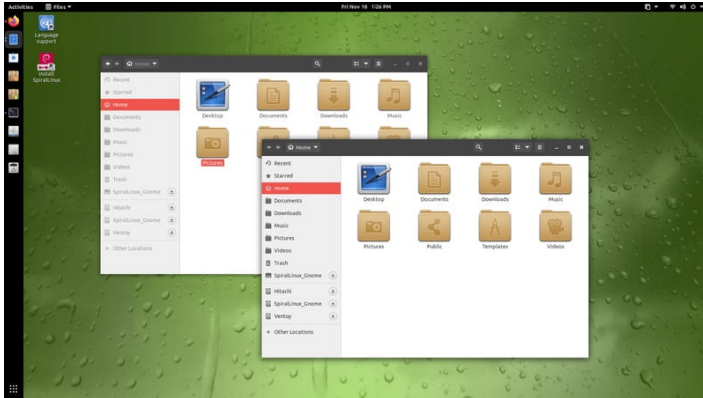 Activities
Files
Fri Nov 18 1:26 PM
Language
support
Install
SpiralLinux
Home
Recent
Starred
Home
Documents
Downloads
Music
Pictures
Videos
Trash
SpiralLinux_Gnome
Hitachi
SpiralLinux_Gnome
Ventoy
+ Other Locations
Desktop
Documents
Downloads
Music
Pictures
Home
Recent
Starred
Home
Documents
Downloads
Music
Pictures
Videos
Trash
SpiralLinux_Gnome
Hitachi
SpiralLinux_Gnome
Ventoy
+ Other Locations
Desktop
Documents
Downloads
Music
Pictures
Public
Templates
Videos